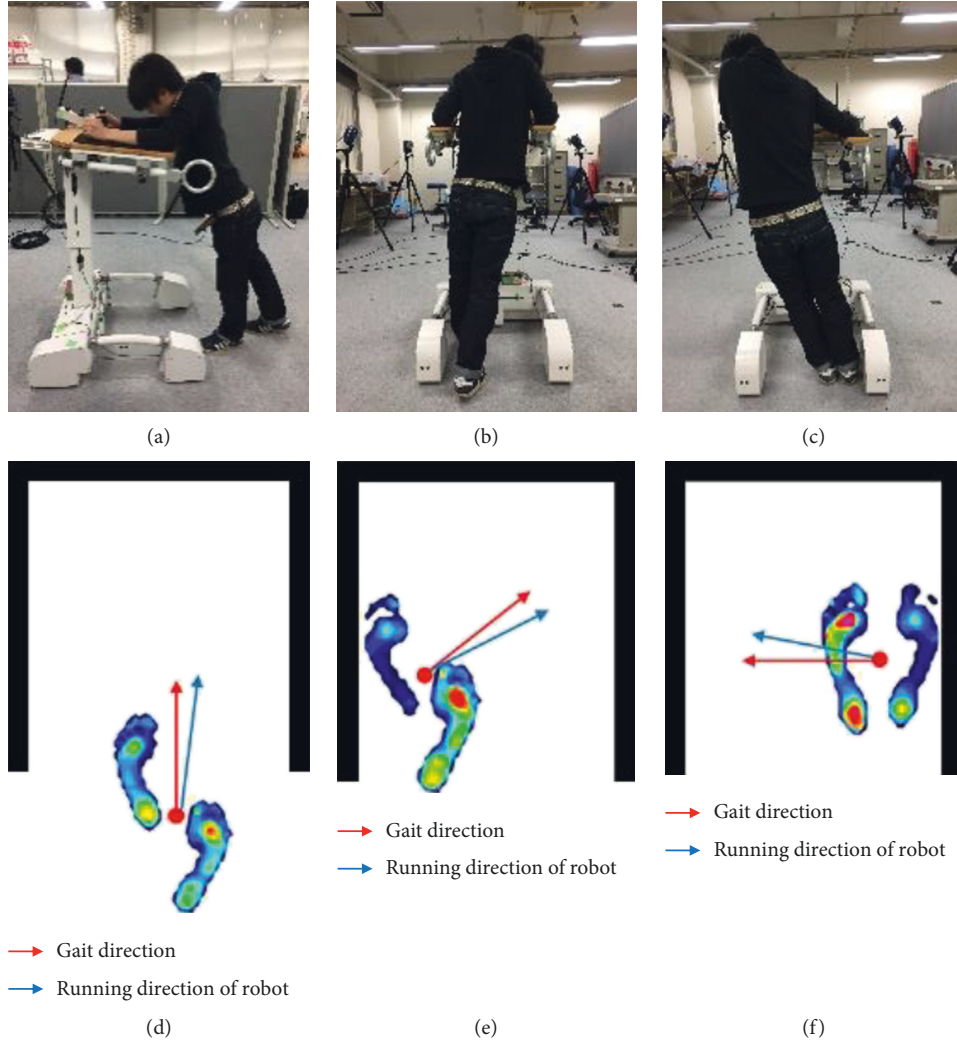 (a)
(b)
(c)
Gait direction
Running direction of robot
(d)
Gait direction
Running direction of robot
(e)
Gait direction
Running direction of robot
(f)